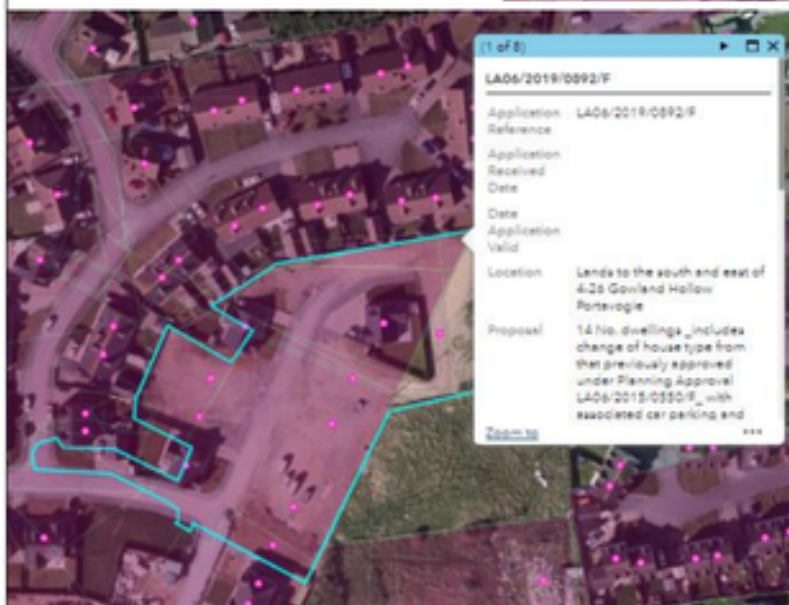 (1 of 8)
LA06/2019/0892/F
Application Reference
LA06/2019/0892/F
Application Received Date
Date Application Valid
Location
Lands to the south and east of
4-26 Gowland Hollow
Portavogie
Proposal
14 No. dwellings _includes
change of house type from
that previously approved
under Planning Approval
LA06/2015/0550/F_ with
associated car parking and
Zoom to